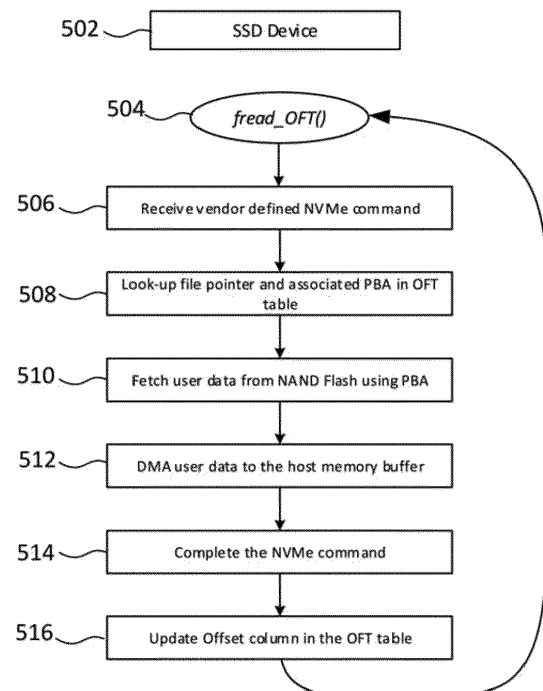 502
SSD Device
504
fread_OFT()
506
Receive vendor defined NVMe command
508
Look-up file pointer and associated PBA in OFT
table
510
Fetch user data from NAND Flash using PBA
512
DMA user data to the host memory buffer
514
Complete the NVMe command
516
Update Offset column in the OFT table